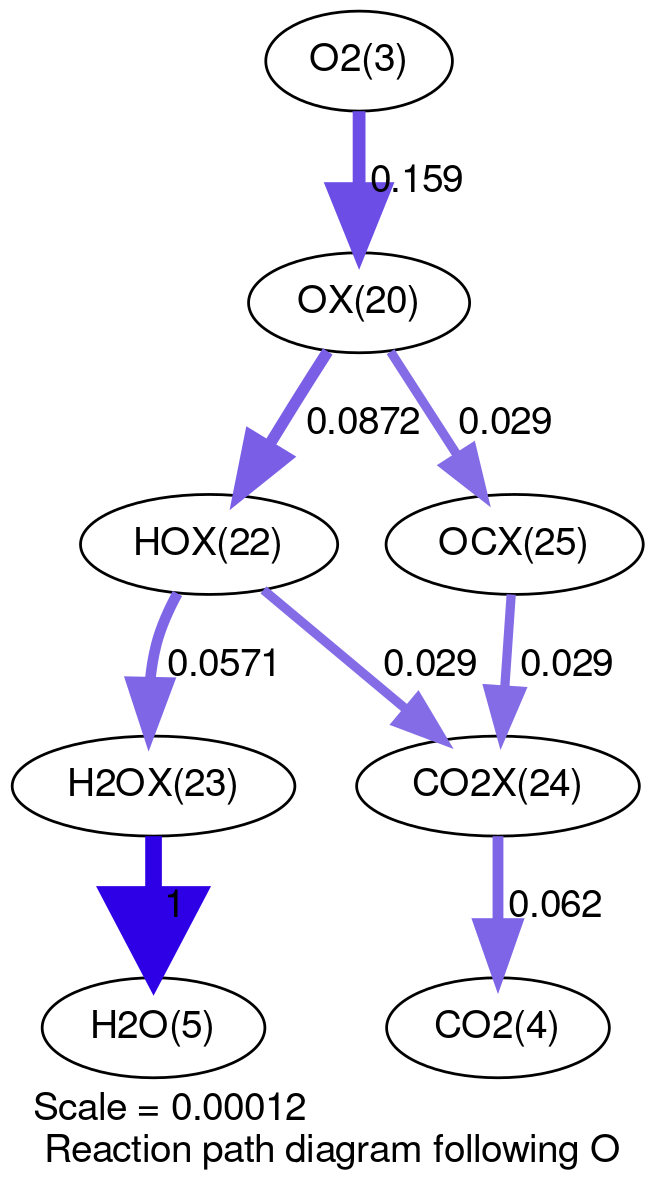 O2(3)
0.159
OX(20)
0.0872
0.029
HOX(22)
OCX(25)
0.0571
0.029
0.029
H2OX(23)
CO2X(24)
1
0.062
H2O(5)
CO2(4)
Scale = 0.00012
Reaction path diagram following O